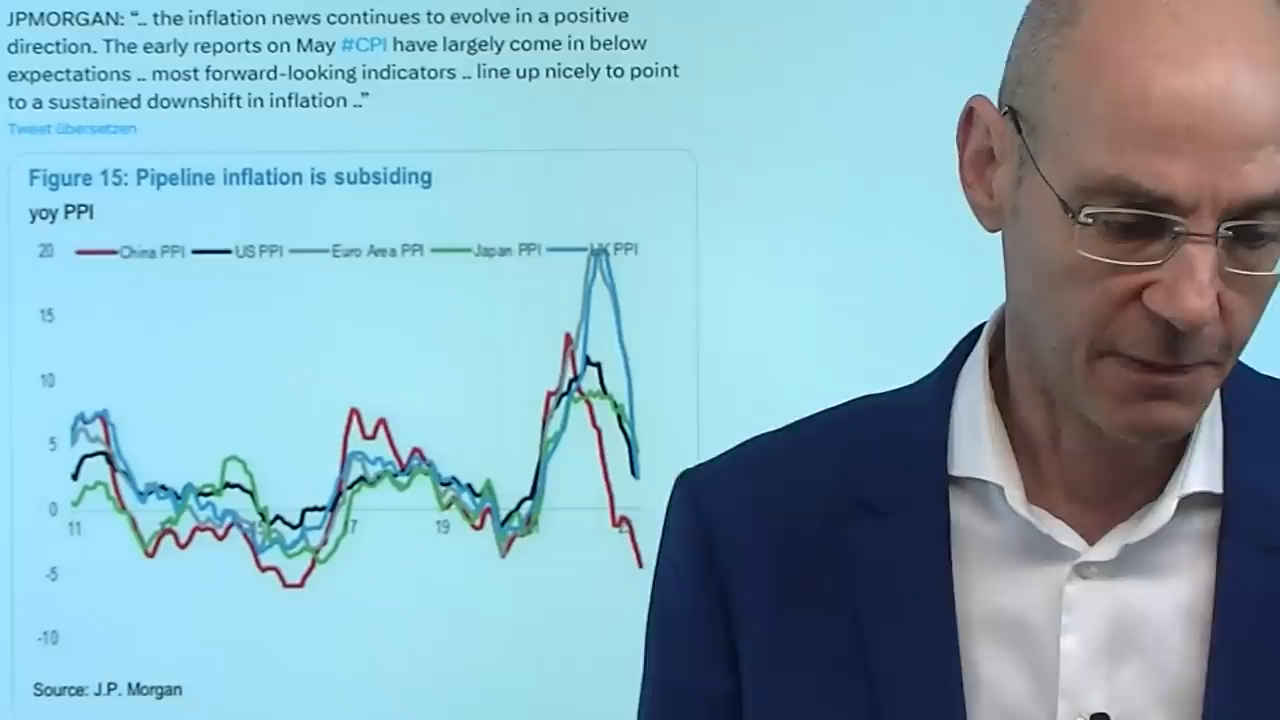 JPMORGAN: “.. the inflation news continues to evolve in a positive
direction. The early reports on May #CPI have largely come in below
expectations .. most forward-looking indicators .. line up nicely to point
to a sustained downshift in inflation ..”
Tweet übersetzen
Figure 15: Pipeline inflation is subsiding
yoy PPI
20
China PPI US PPI Euro Area PPI Japan PPI UK PPI
15
10
5
0
11 17 19
-5
-10
Source: J.P. Morgan